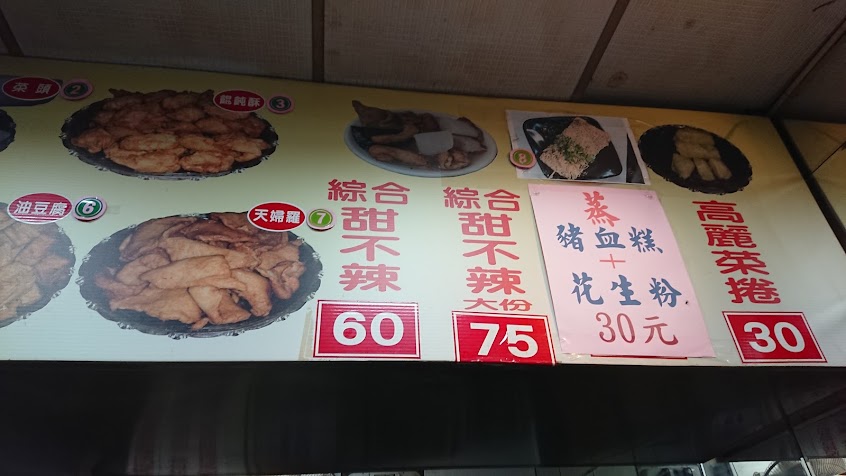 菜頭 2
餛飩酥 3
油豆腐 6
天婦羅 7
綜合
甜不辣
60
綜合
甜不辣
大份
75
8
蒸
豬血糕
+
花生粉
30元
高麗菜捲
30